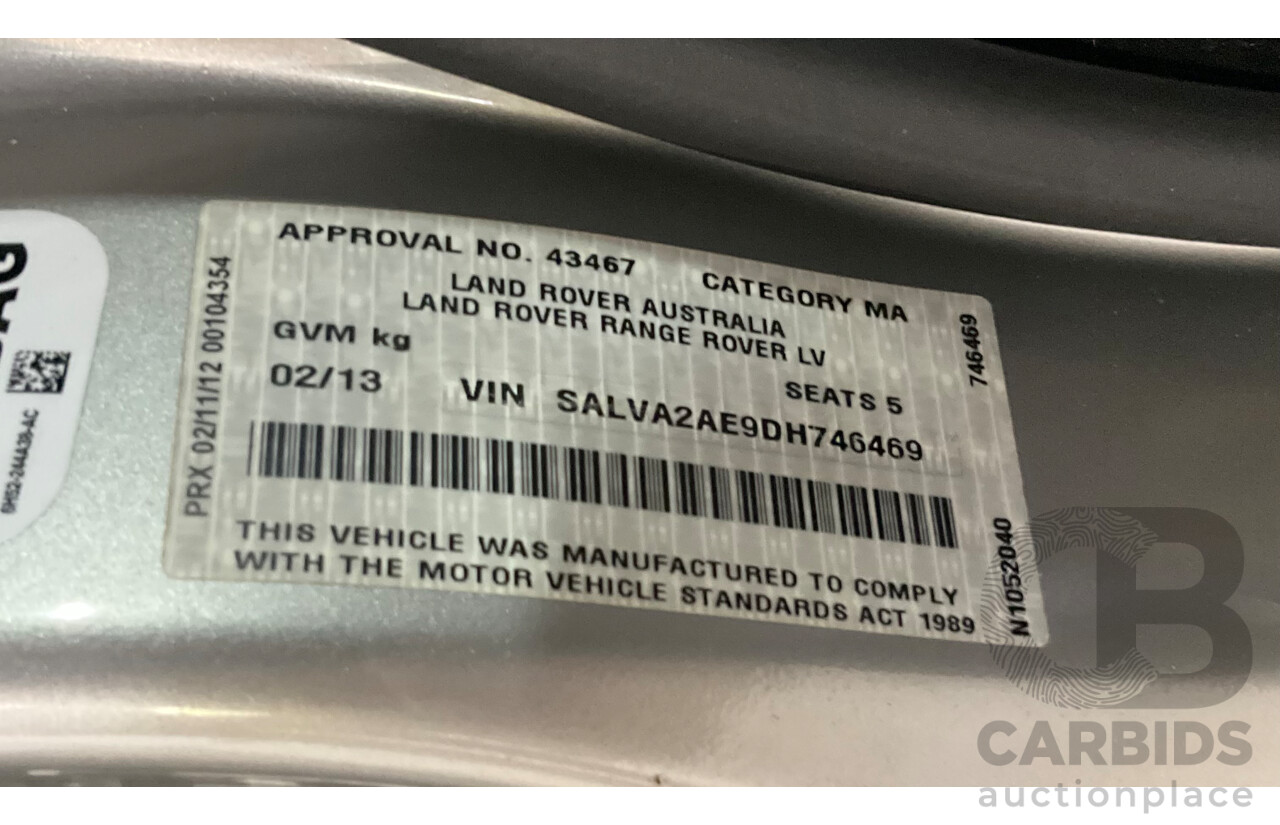 APPROVAL NO. 43467 CATEGORY MA
LAND ROVER AUSTRALIA
LAND ROVER RANGE ROVER LV
GVM kg
SEATS 5
02/13 VIN SALVA2AE9DH746469
THIS VEHICLE WAS MANUFACTURED TO COMPLY
WITH THE MOTOR VEHICLE STANDARDS ACT 1989
PRX 02/11/12 00104354
746469
N1052040
AG
CB
CARBIDS
auctionplace